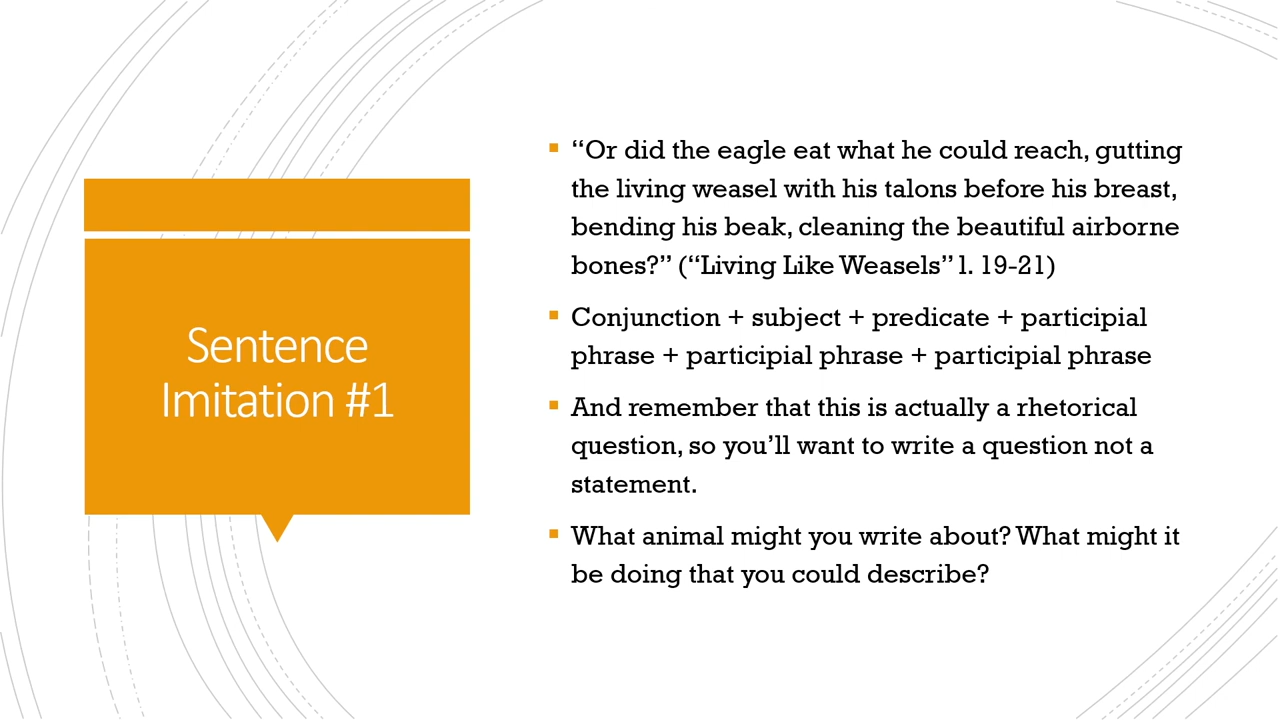 Sentence
Imitation #1
▪ “Or did the eagle eat what he could reach, gutting
the living weasel with his talons before his breast,
bending his beak, cleaning the beautiful airborne
bones?” (“Living Like Weasels” l. 19-21)
▪ Conjunction + subject + predicate + participial
phrase + participial phrase + participial phrase
▪ And remember that this is actually a rhetorical
question, so you’ll want to write a question not a
statement.
▪ What animal might you write about? What might it
be doing that you could describe?